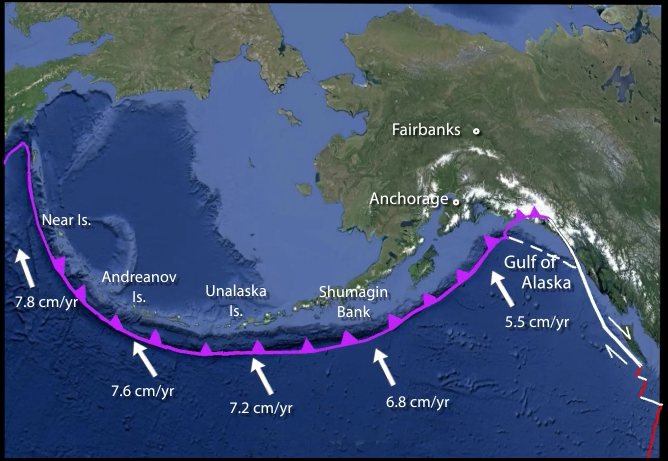 Fairbanks
Anchorage
Near Is.
Gulf of
Alaska
Andreanov
Is.
Unalaska
Is.
Shumagin
Bank
7.8 cm/yr
5.5 cm/yr
7.6 cm/yr
7.2 cm/yr
6.8 cm/yr